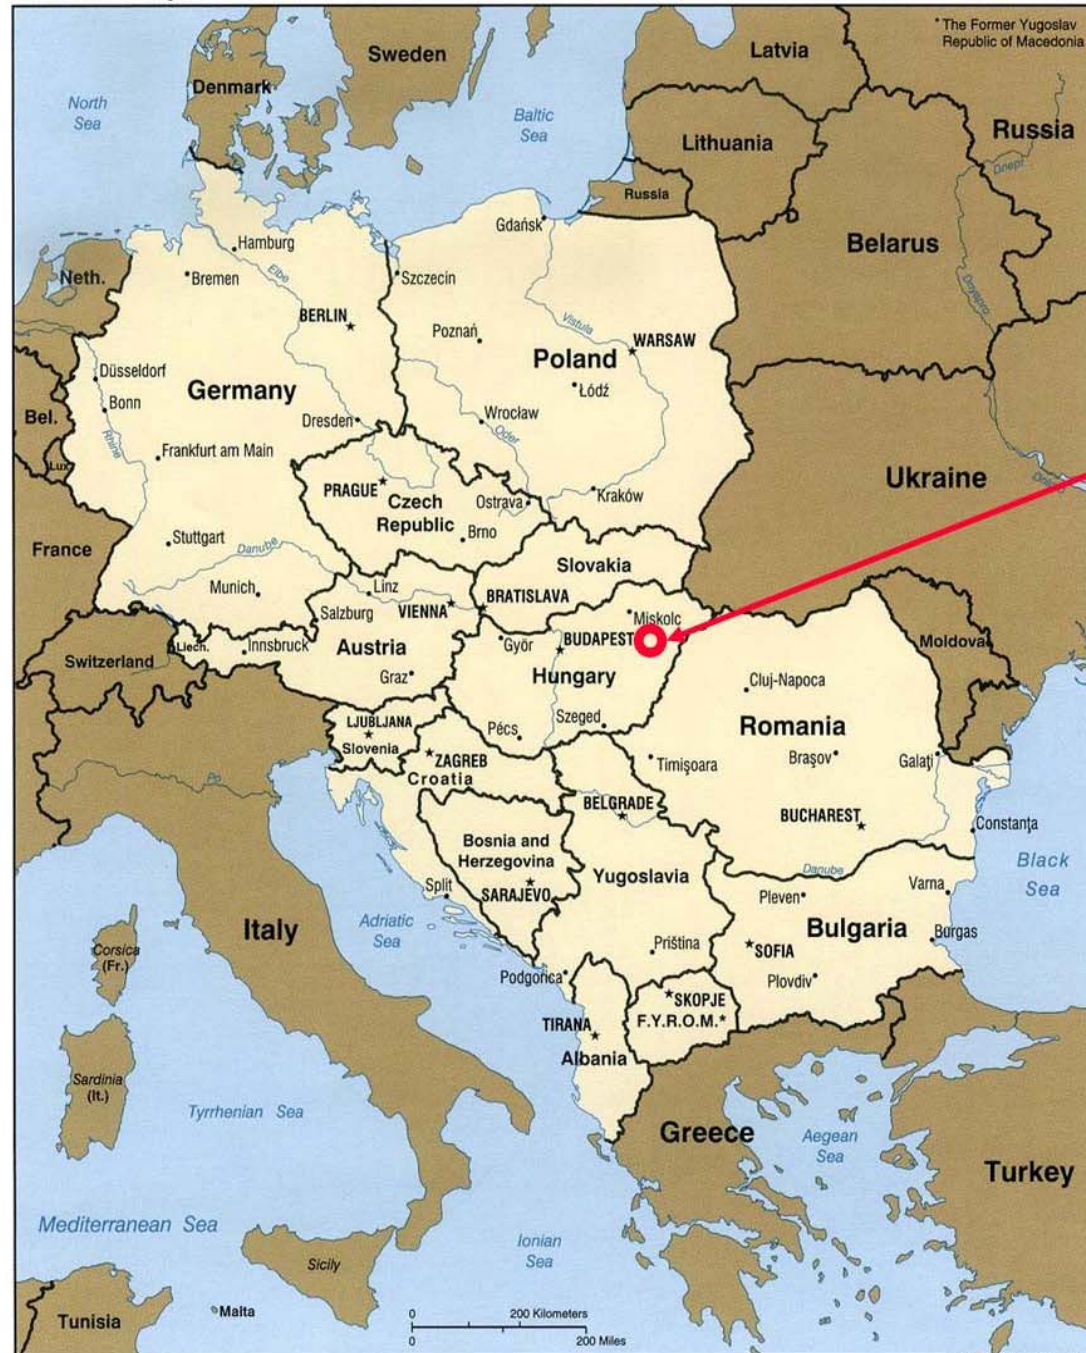 * The Former Yugoslav
Republic of Macedonia
Sweden
Latvia
Denmark
North
Sea
Baltic
Sea
Russia
Lithuania
Dnepr
Russia
Gdańsk
Hamburg
Belarus
Neth.
Bremen
Elbe
Szczecin
Dnyapro
BERLIN
Vistula
Poznań
WARSAW
Poland
Düsseldorf
Germany
Łódź
Bonn
Bel.
Wrocław
Dresden
Oder
Rhine
Frankfurt am Main
Lux.
Ukraine
PRAGUE
Czech
Republic
Ostrava
Kraków
Brno
France
Stuttgart
Danube
Slovakia
Munich
Linz
BRATISLAVA
Salzburg
VIENNA
Miskolc
Győr
BUDAPEST
Moldova
Liech.
Innsbruck
Austria
Switzerland
Hungary
Graz
Cluj-Napoca
LJUBLJANA
Slovenia
Pécs
Szeged
Romania
ZAGREB
Croatia
Timişoara
Braşov
Galaţi
Po
BELGRADE
BUCHAREST
Constanţa
Bosnia and
Herzegovina
SARAJEVO
Yugoslavia
Danube
Black
Sea
Split
Pleven
Varna
Adriatic
Sea
Italy
Bulgaria
Burgas
Corsica
(Fr.)
Priština
SOFIA
Podgorica
Plovdiv
SKOPJE
F.Y.R.O.M.*
TIRANA
Albania
Sardinia
(It.)
Tyrrhenian Sea
Greece
Aegean
Sea
Turkey
Mediterranean Sea
Ionian
Sea
Sicily
Malta
Tunisia
0 200 Kilometers
0 200 Miles